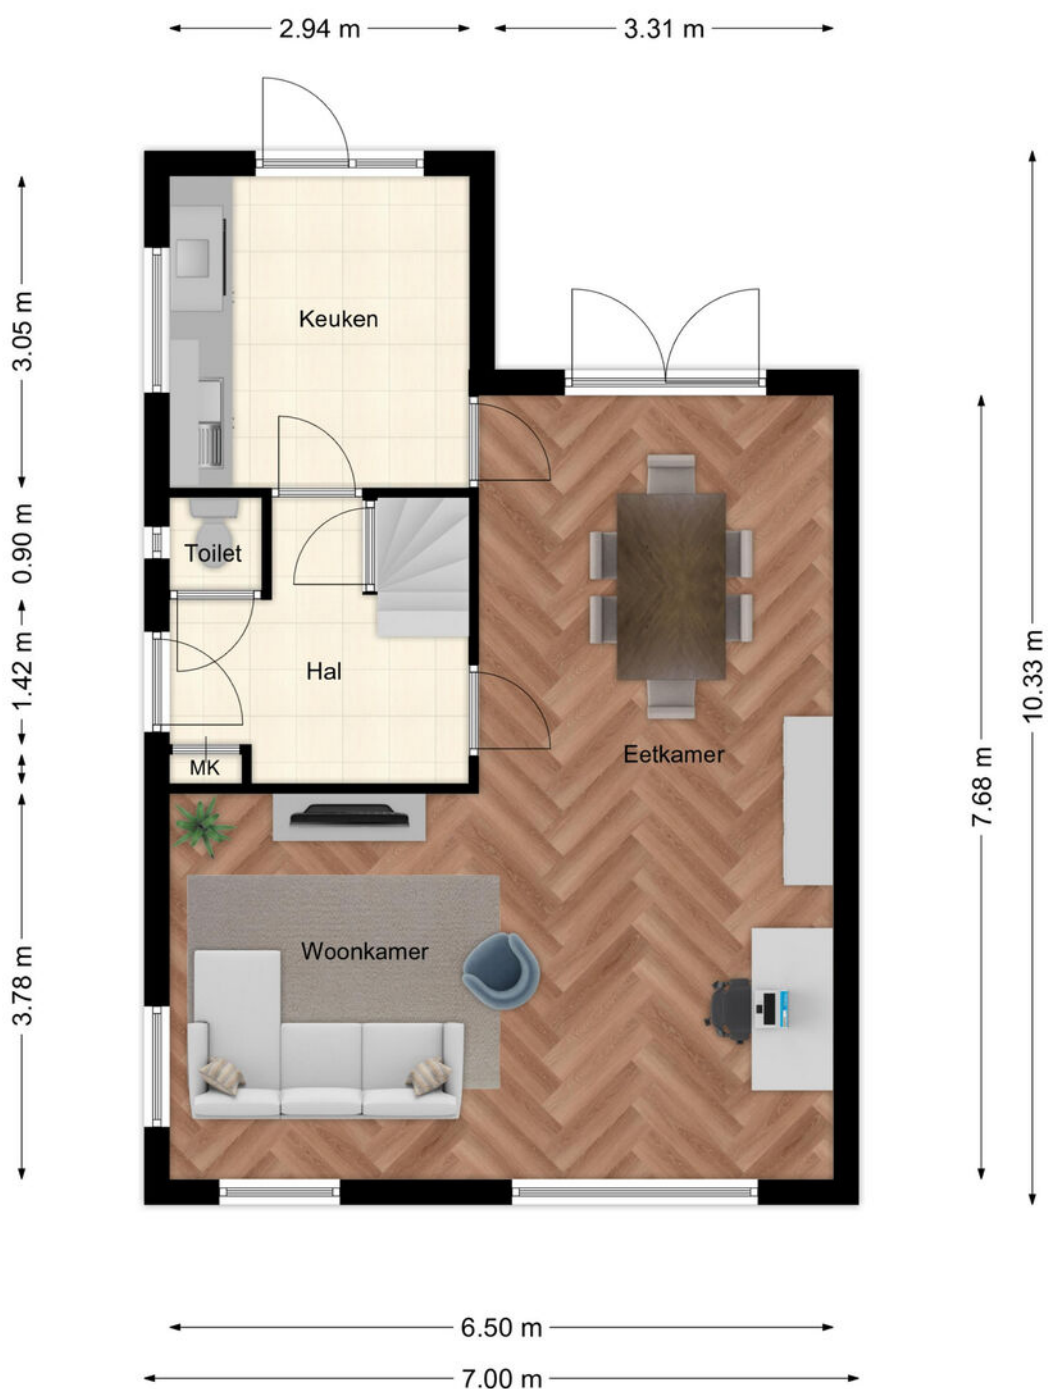 2.94 m
3.31 m
3.05 m
Keuken
0.90 m
Toilet
1.42 m
Hal
10.33 m
MK
Eetkamer
7.68 m
Woonkamer
3.78 m
6.50 m
7.00 m